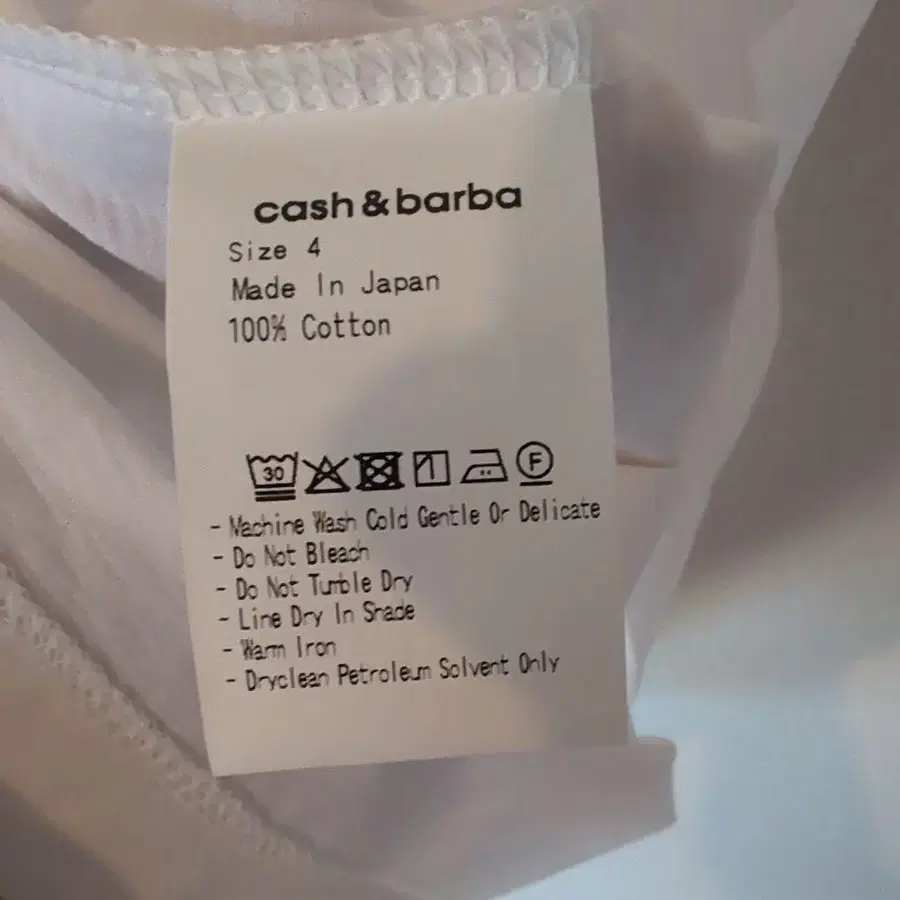 cash & barba
Size 4
Made In Japan
100% Cotton
30 F
- Machine Wash Cold Gentle Or Delicate
- Do Not Bleach
- Do Not Tumble Dry
- Line Dry In Shade
- Warm Iron
- Dryclean Petroleum Solvent Only